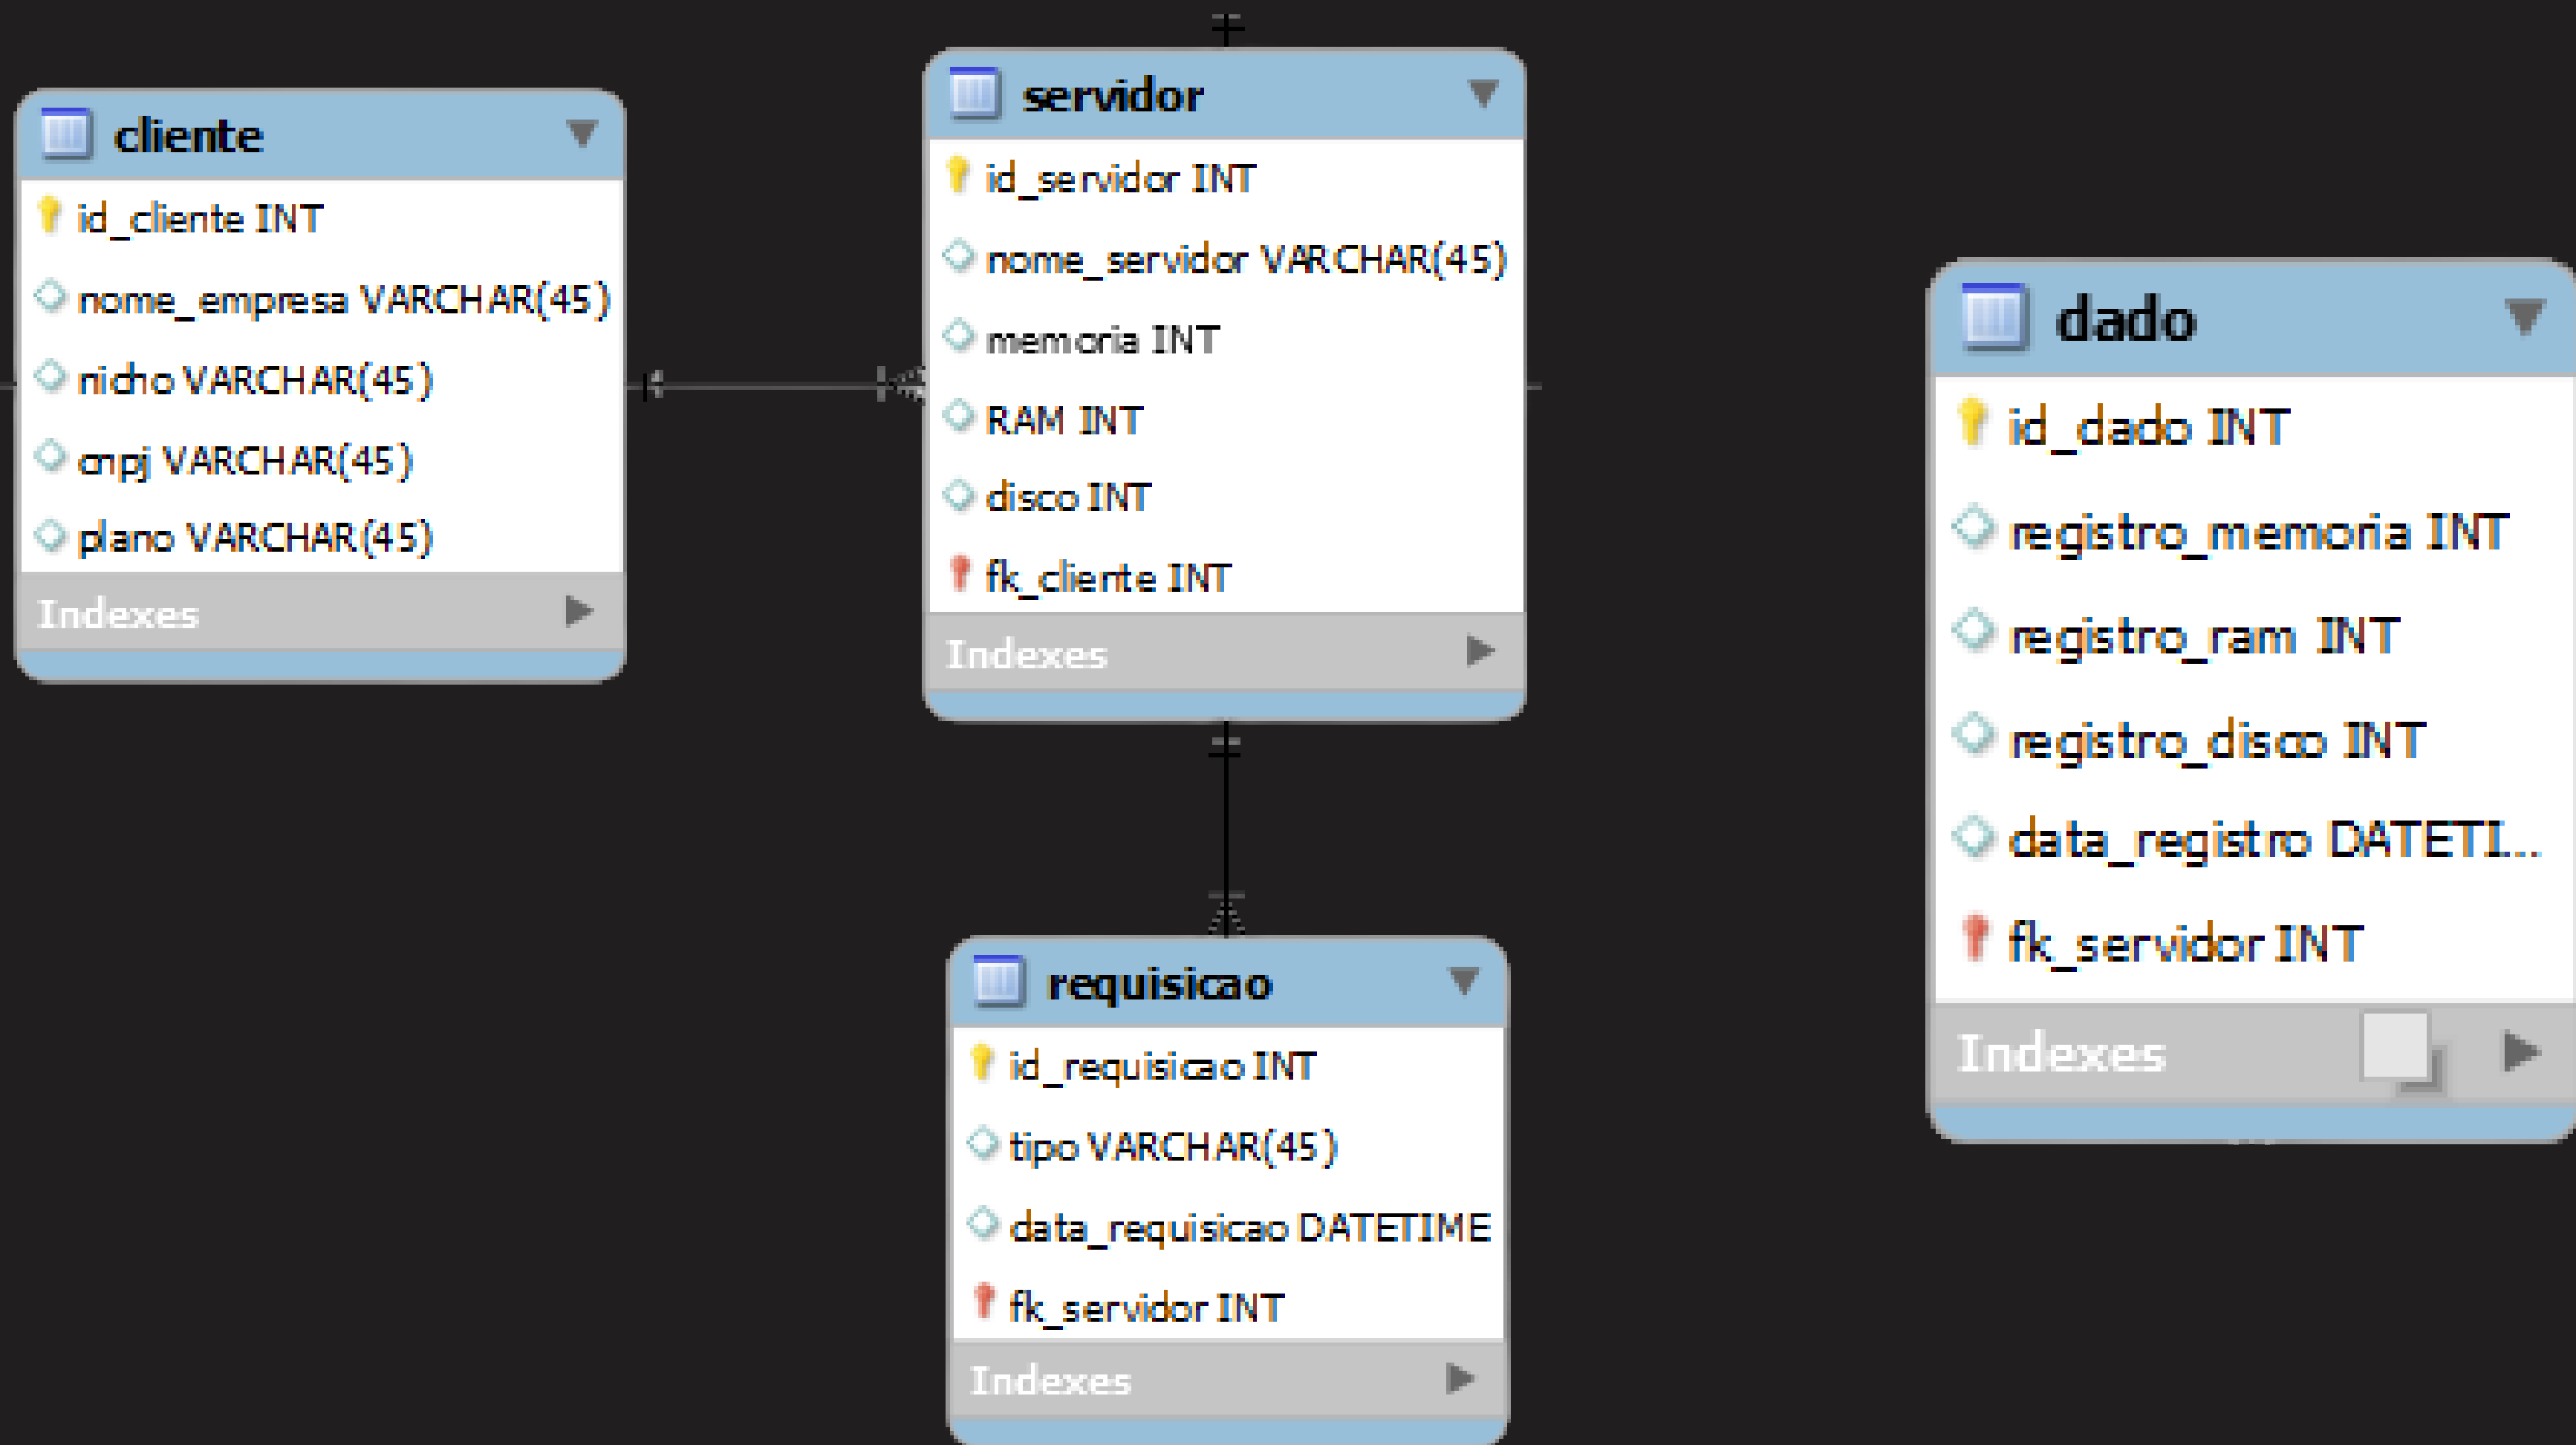 cliente
id_cliente INT
nome_empresa VARCHAR(45)
nicho VARCHAR(45)
cnpj VARCHAR(45)
plano VARCHAR(45)
Indexes
servidor
id_servidor INT
nome_servidor VARCHAR(45)
memoria INT
RAM INT
disco INT
fk_cliente INT
Indexes
requisicao
id_requisicao INT
tipo VARCHAR(45)
data_requisicao DATETIME
fk_servidor INT
Indexes
dado
id_dado INT
registro_memoria INT
registro_ram INT
registro_disco INT
data_registro DATETI...
fk_servidor INT
Indexes